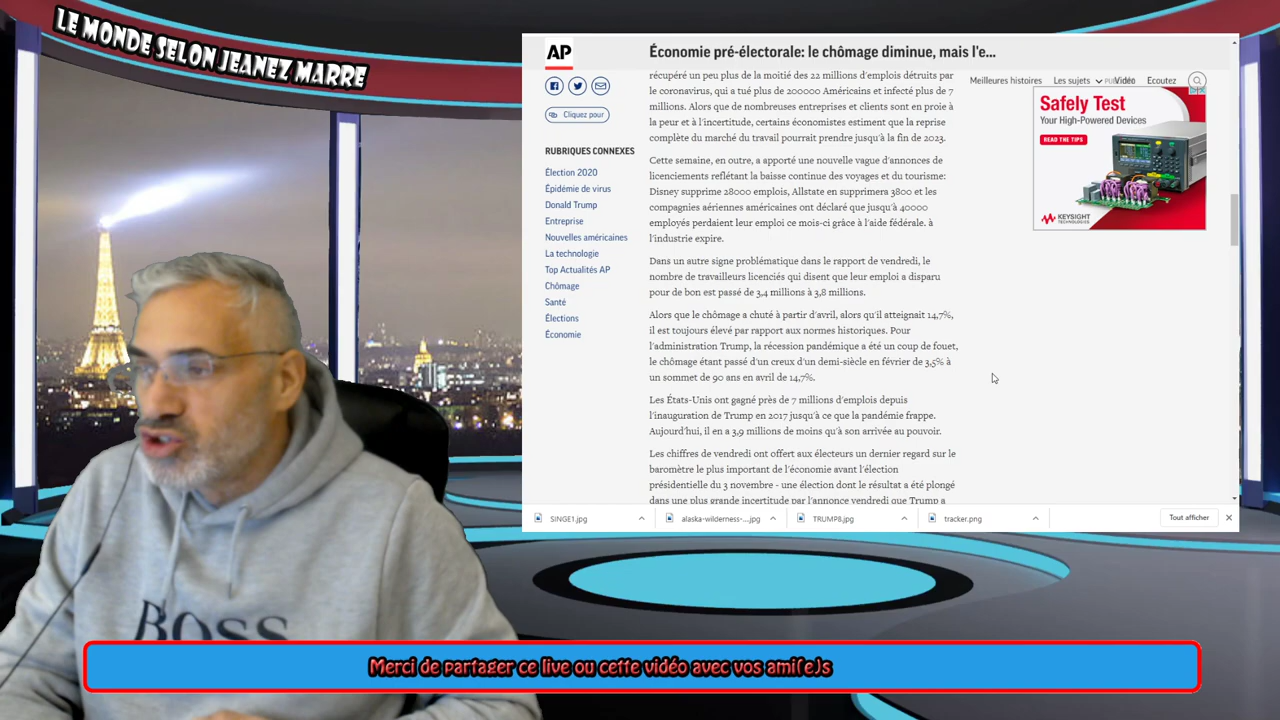 LE MONDE SELON JEANEZ MARRE
AP
Économie pré-électorale: le chômage diminue, mais l'e...
Meilleures histoires
Les sujets
Vidéo
Ecoutez
Cliquez pour
RUBRIQUES CONNEXES
Élection 2020
Épidémie de virus
Donald Trump
Entreprise
Nouvelles américaines
La technologie
Top Actualités AP
Chômage
Santé
Élections
Économie
récupéré un peu plus de la moitié des 22 millions d'emplois détruits par
le coronavirus, qui a tué plus de 200000 Américains et infecté plus de 7
millions. Alors que de nombreuses entreprises et clients sont en proie à
la peur et à l'incertitude, certains économistes estiment que la reprise
complète du marché du travail pourrait prendre jusqu'à la fin de 2023.
Cette semaine, en outre, a apporté une nouvelle vague d'annonces de
licenciements reflétant la baisse continue des voyages et du tourisme:
Disney supprime 28000 emplois, Allstate en supprimera 3800 et les
compagnies aériennes américaines ont déclaré que jusqu'à 40000
employés perdaient leur emploi ce mois-ci grâce à l'aide fédérale. à
l'industrie expire.
Dans un autre signe problématique dans le rapport de vendredi, le
nombre de travailleurs licenciés qui disent que leur emploi a disparu
pour de bon est passé de 3,4 millions à 3,8 millions.
Alors que le chômage a chuté à partir d'avril, alors qu'il atteignait 14,7%,
il est toujours élevé par rapport aux normes historiques. Pour
l'administration Trump, la récession pandémique a été un coup de fouet,
le chômage étant passé d'un creux d'un demi-siècle en février de 3,5% à
un sommet de 90 ans en avril de 14,7%.
Les États-Unis ont gagné près de 7 millions d'emplois depuis
l'inauguration de Trump en 2017 jusqu'à ce que la pandémie frappe.
Aujourd'hui, il en a 3,9 millions de moins qu'à son arrivée au pouvoir.
Les chiffres de vendredi ont offert aux électeurs un dernier regard sur le
baromètre le plus important de l'économie avant l'élection
présidentielle du 3 novembre - une élection dont le résultat a été plongé
dans une plus grande incertitude par l'annonce vendredi que Trump a
Safely Test
Your High-Powered Devices
READ THE TIPS
KEYSIGHT
TECHNOLOGIES
SINGE1.jpg
alaska-wilderness-....jpg
TRUMP8.jpg
tracker.png
Tout afficher
BOSS
Merci de partager ce live ou cette vidéo avec vos ami(e)s